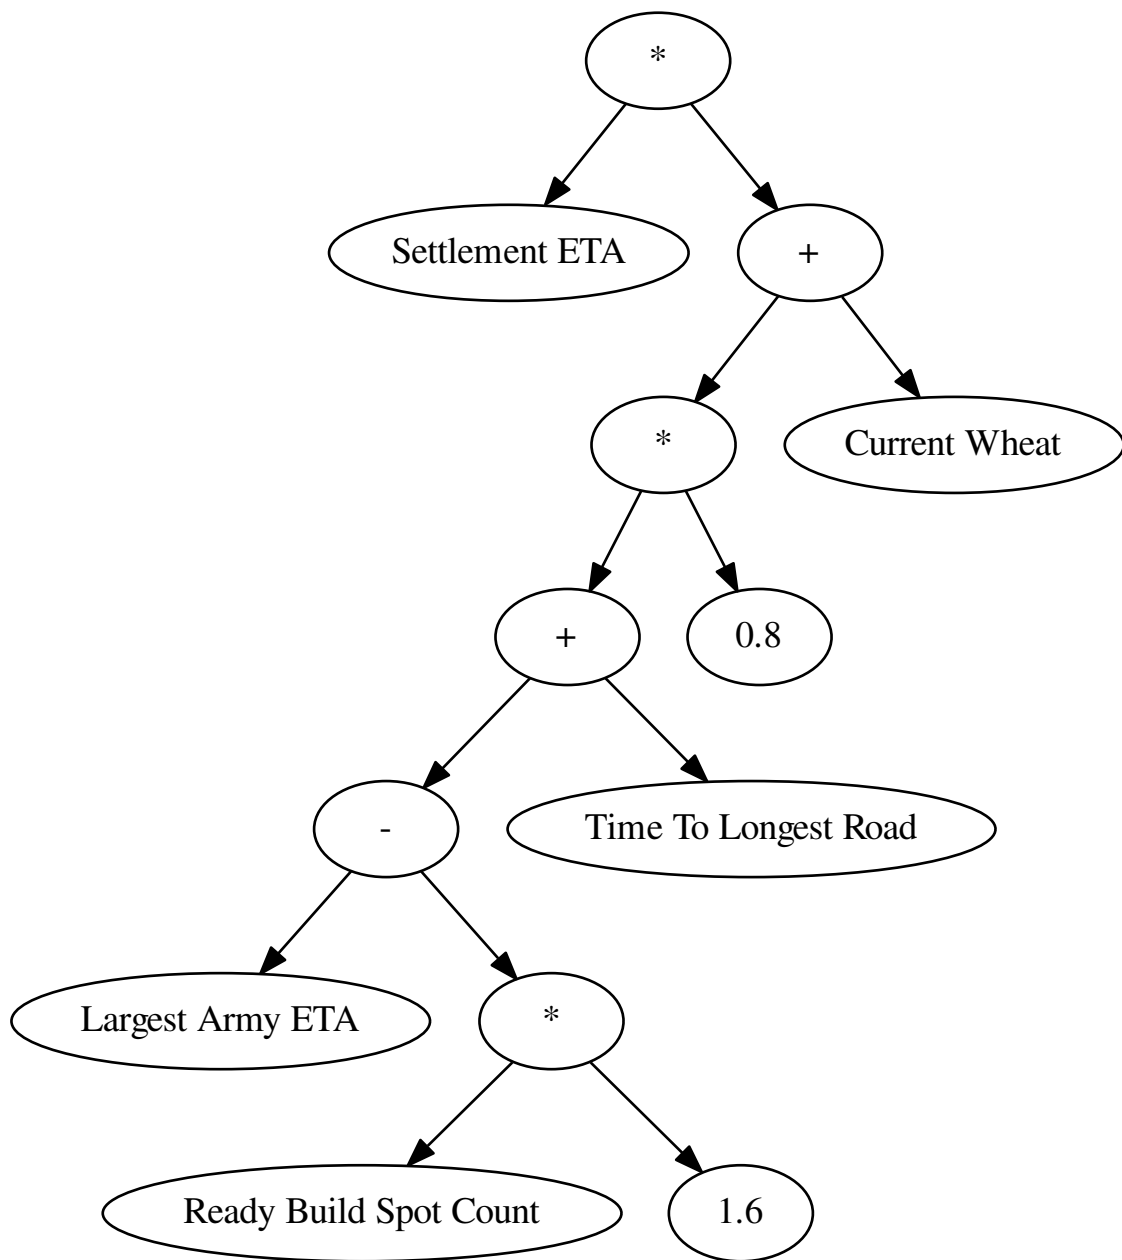 *
Settlement ETA
+
*
Current Wheat
+
0.8
-
Time To Longest Road
Largest Army ETA
*
Ready Build Spot Count
1.6